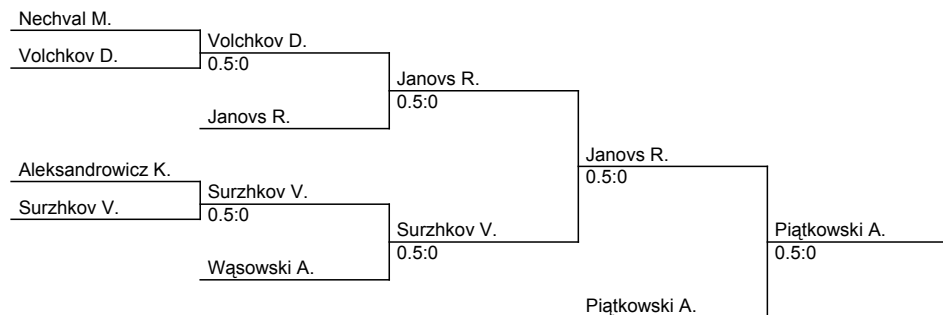 Nechval M.
Volchkov D.
Volchkov D.
0.5:0
Janovs R.
0.5:0
Janovs R.
Janovs R.
0.5:0
Aleksandrowicz K.
Surzhkov V.
Surzhkov V.
0.5:0
Surzhkov V.
0.5:0
Piątkowski A.
0.5:0
Wąsowski A.
Piątkowski A.